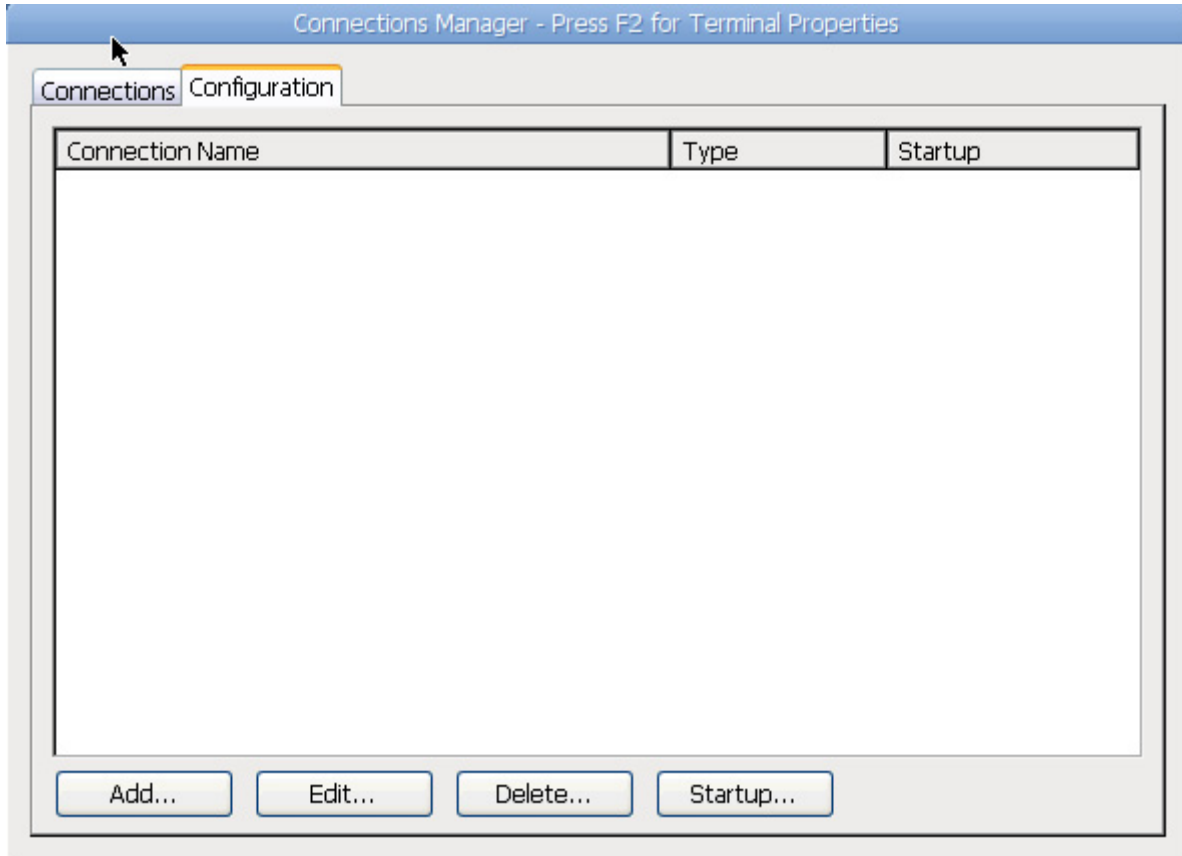 Connections Manager - Press F2 for Terminal Properties
Connections Configuration
Connection Name Type Startup
Add... Edit... Delete... Startup...